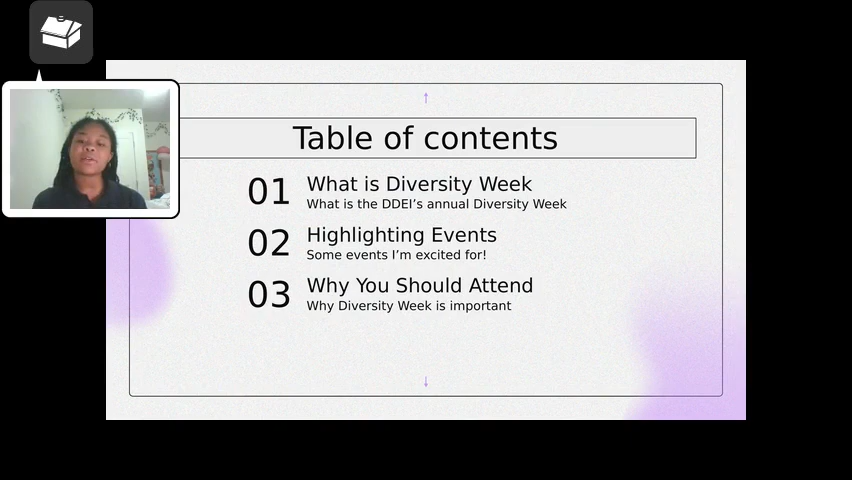 Table of contents
01
What is Diversity Week
What is the DDEI’s annual Diversity Week
02
Highlighting Events
Some events I’m excited for!
03
Why You Should Attend
Why Diversity Week is important